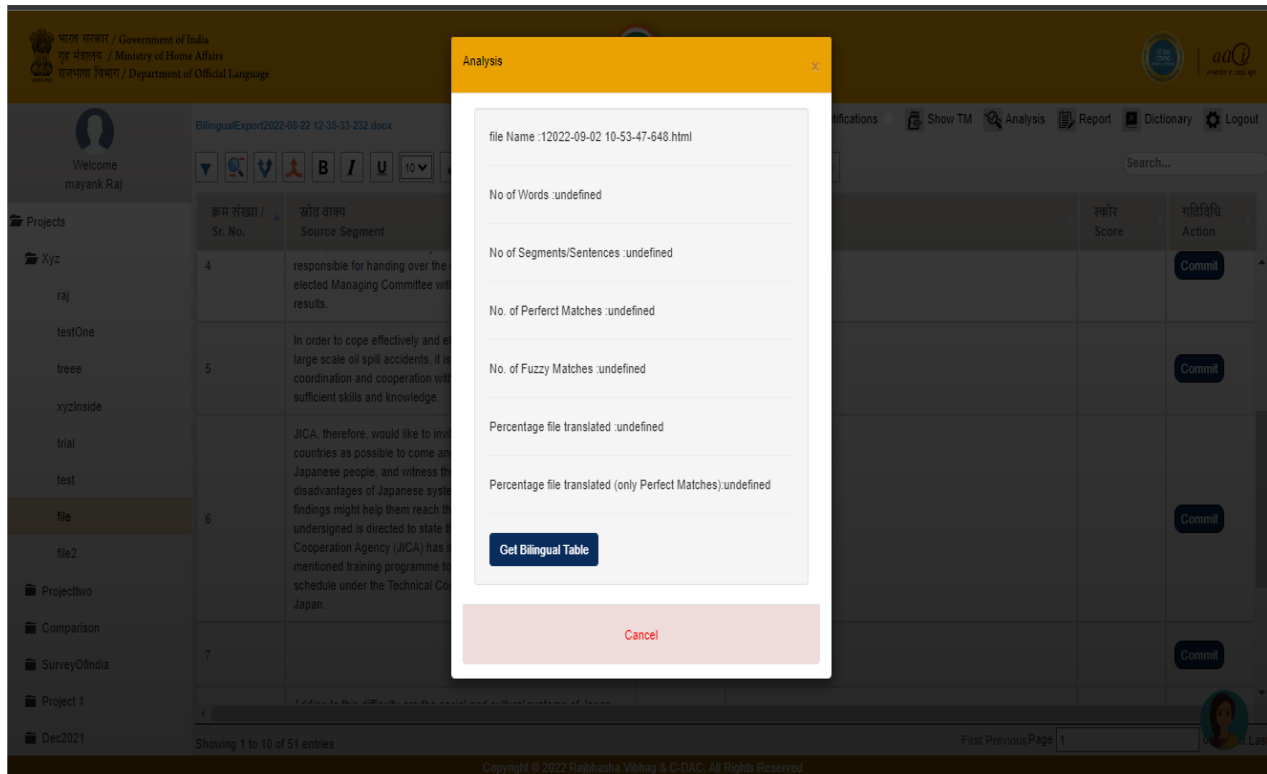 भारत सरकार / Government of India
गृह मंत्रालय / Ministry of Home Affairs
राजभाषा विभाग / Department of Official Language
Welcome
mayank Raj
Projects
Xyz
raj
testOne
treee
xyzInside
trial
test
file
file2
Projecttwo
Comparison
SurveyOfindia
Project 1
Dec2021
BilingualExport2022-08-22 12-35-33-232.docx
tifications
Show TM
Analysis
Report
Dictionary
Logout
B I U 10
Search...
क्रम संख्या /
Sr. No.
स्रोत वाक्य
Source Segment
स्कोर
Score
गतिविधि
Action
4
responsible for handing over the
elected Managing Committee
results.
Commit
5
In order to cope effectively and
large scale oil spill accidents, it is
coordination and cooperation
sufficient skills and knowledge.
Commit
6
JICA, therefore, would like to
countries as possible to come
Japanese people, and witness
disadvantages of Japanese
findings might help them reach
undersigned is directed to state
Cooperation Agency (JICA) has
mentioned training programme to
schedule under the Technical
Japan.
Commit
7
Commit
Showing 1 to 10 of 51 entries
First Previous Page 1
Las
Copyright © 2022 Rajbhasha Vibhag & C-DAC. All Rights Reserved
Analysis
x
file Name :12022-09-02 10-53-47-648.html
No of Words :undefined
No of Segments/Sentences :undefined
No. of Perferct Matches :undefined
No. of Fuzzy Matches :undefined
Percentage file translated :undefined
Percentage file translated (only Perfect Matches):undefined
Get Bilingual Table
Cancel